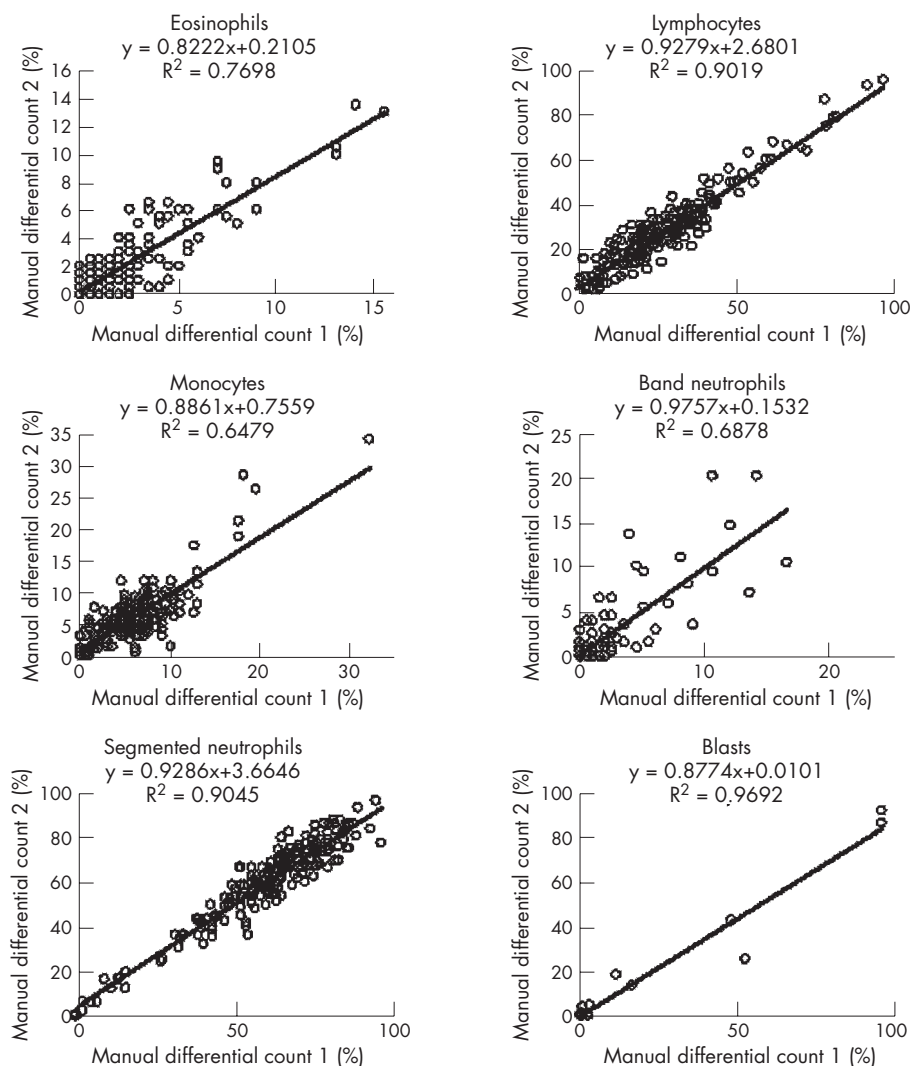 Eosinophils
y = 0.8222x+0.2105
R² = 0.7698
Manual differential count 2 (%)
16
14
12
10
8
6
4
2
0
0 5 10 15
Manual differential count 1 (%)
Lymphocytes
y = 0.9279x+2.6801
R² = 0.9019
Manual differential count 2 (%)
100
80
60
40
20
0
0 50 100
Manual differential count 1 (%)
Monocytes
y = 0.8861x+0.7559
R² = 0.6479
Manual differential count 2 (%)
35
30
25
20
15
10
5
0
0 10 20 30
Manual differential count 1 (%)
Band neutrophils
y = 0.9757x+0.1532
R² = 0.6878
Manual differential count 2 (%)
25
20
15
10
5
0
0 10 20
Manual differential count 1 (%)
Segmented neutrophils
y = 0.9286x+3.6646
R² = 0.9045
Manual differential count 2 (%)
100
80
60
40
20
0
0 50 100
Manual differential count 1 (%)
Blasts
y = 0.8774x+0.0101
R² = 0.9692
Manual differential count 2 (%)
100
80
60
40
20
0
0 50 100
Manual differential count 1 (%)